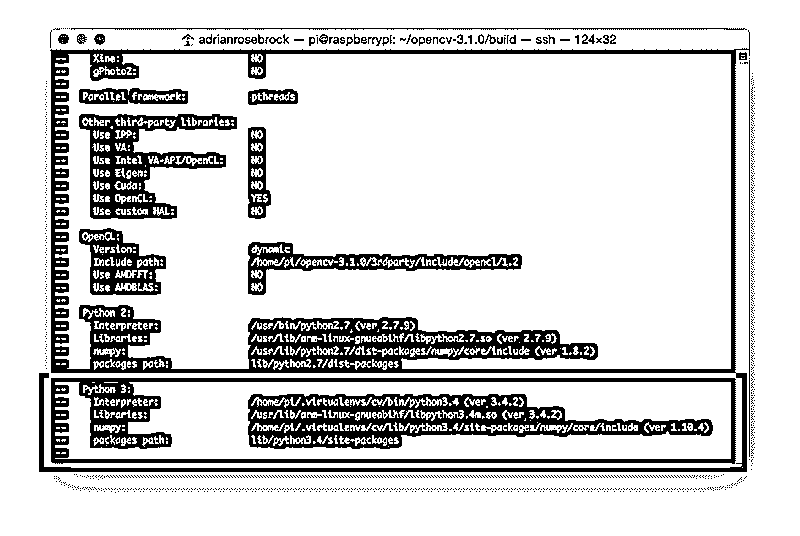 adrianrosebrock — pi@raspberrypi: ~/opencv-3.1.0/build — ssh — 124×32
-- Xine: NO
-- gPhoto2: NO
--
-- Parallel framework: pthreads
--
-- Other third-party libraries:
-- Use IPP: NO
-- Use VA: NO
-- Use Intel VA-API/OpenCL: NO
-- Use Eigen: NO
-- Use Cuda: NO
-- Use OpenCL: YES
-- Use custom HAL: NO
--
-- OpenCL:
-- Version: dynamic
-- Include path: /home/pi/opencv-3.1.0/3rdparty/include/opencl/1.2
-- Use AMDFFT: NO
-- Use AMDBLAS: NO
--
-- Python 2:
-- Interpreter: /usr/bin/python2.7 (ver 2.7.9)
-- Libraries: /usr/lib/arm-linux-gnueabihf/libpython2.7.so (ver 2.7.9)
-- numpy: /usr/lib/python2.7/dist-packages/numpy/core/include (ver 1.8.2)
-- packages path: lib/python2.7/dist-packages
--
-- Python 3:
-- Interpreter: /home/pi/.virtualenvs/cv/bin/python3.4 (ver 3.4.2)
-- Libraries: /usr/lib/arm-linux-gnueabihf/libpython3.4m.so (ver 3.4.2)
-- numpy: /home/pi/.virtualenvs/cv/lib/python3.4/site-packages/numpy/core/include (ver 1.10.4)
-- packages path: lib/python3.4/site-packages
--